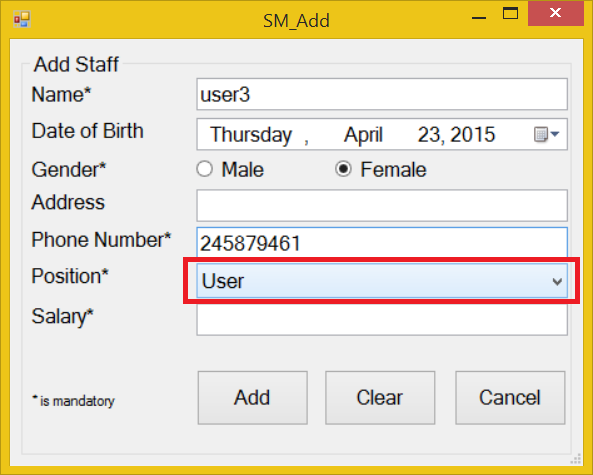 SM_Add
Add Staff
Name* user3
Date of Birth Thursday , April 23, 2015
Gender* Male Female
Address
Phone Number* 245879461
Position* User
Salary*
* is mandatory Add Clear Cancel